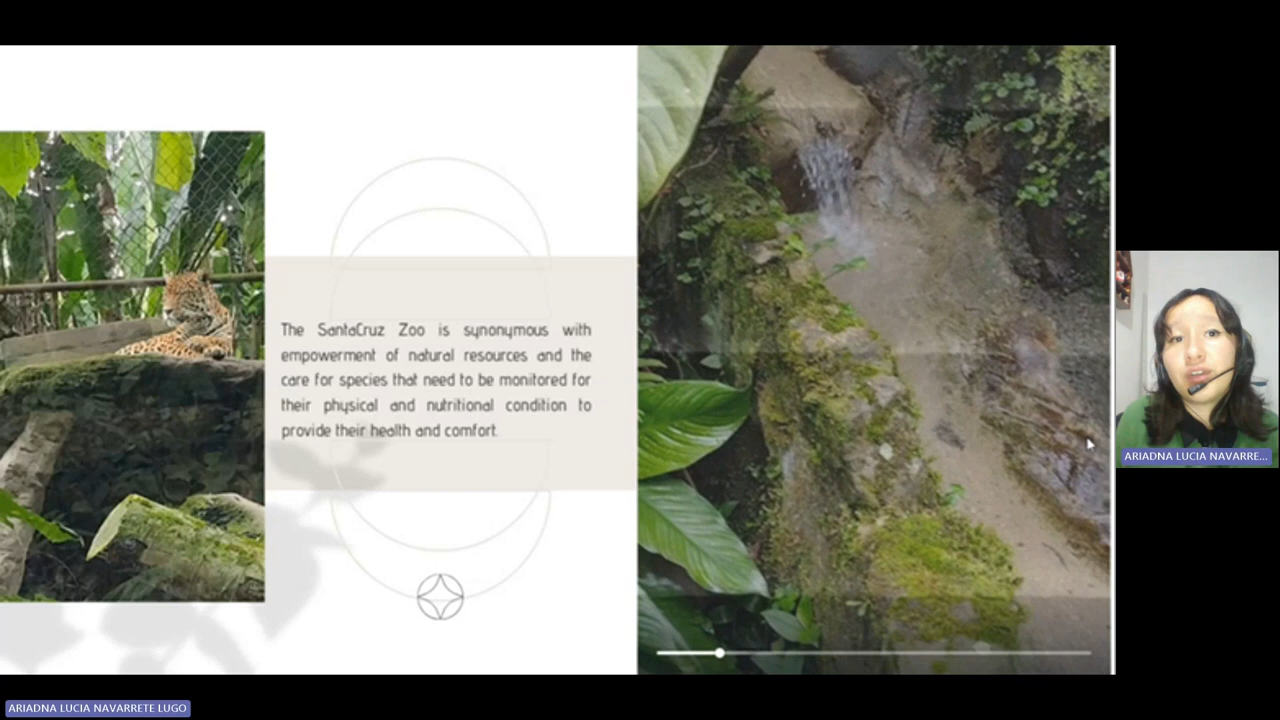 The SantaCruz Zoo is synonymous with
empowerment of natural resources and the
care for species that need to be monitored for
their physical and nutritional condition to
provide their health and comfort.
ARIADNA LUCIA NAVARRE...
ARIADNA LUCIA NAVARRETE LUGO